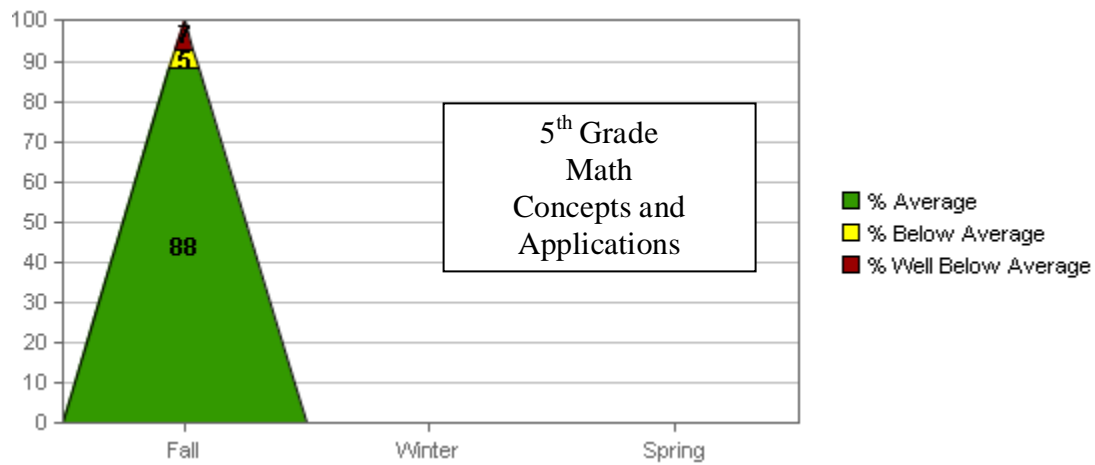 100
90
80
70
60
50
40
30
20
10
0
7
5
88
5th Grade
Math
Concepts and
Applications
% Average
% Below Average
% Well Below Average
Fall Winter Spring